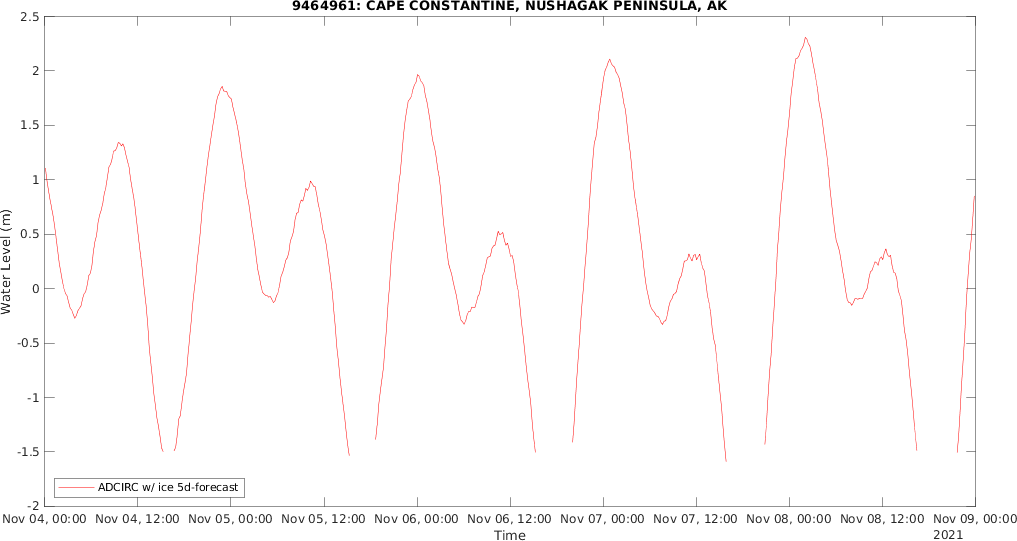 9464961: CAPE CONSTANTINE, NUSHAGAK PENINSULA, AK
2.5
2
1.5
1
0.5
0
-0.5
-1
-1.5
-2
Water Level (m)
ADCIRC w/ ice 5d-forecast
Nov 04, 00:00 Nov 04, 12:00 Nov 05, 00:00 Nov 05, 12:00 Nov 06, 00:00 Nov 06, 12:00 Nov 07, 00:00 Nov 07, 12:00 Nov 08, 00:00 Nov 08, 12:00 Nov 09, 00:00
Time
2021